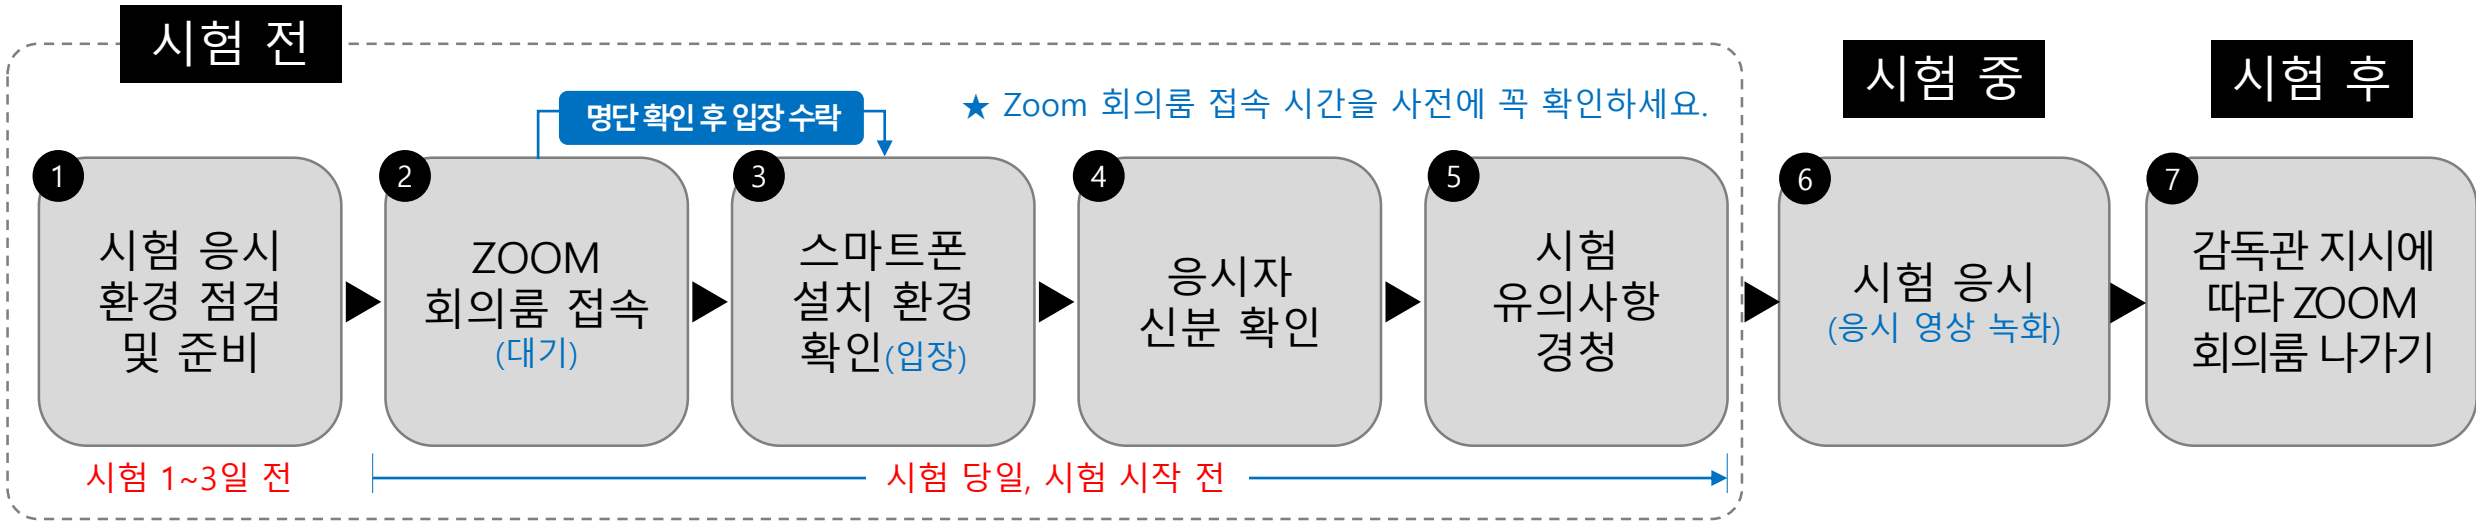 시험 전
시험 중
시험 후
명단 확인 후 입장 수락
★ Zoom 회의룸 접속 시간을 사전에 꼭 확인하세요.
1
시험 응시
환경 점검
및 준비
2
ZOOM
회의룸 접속
(대기)
3
스마트폰
설치 환경
확인(입장)
4
응시자
신분 확인
5
시험
유의사항
경청
6
시험 응시
(응시 영상 녹화)
7
감독관 지시에
따라 ZOOM
회의룸 나가기
시험 1~3일 전
시험 당일, 시험 시작 전